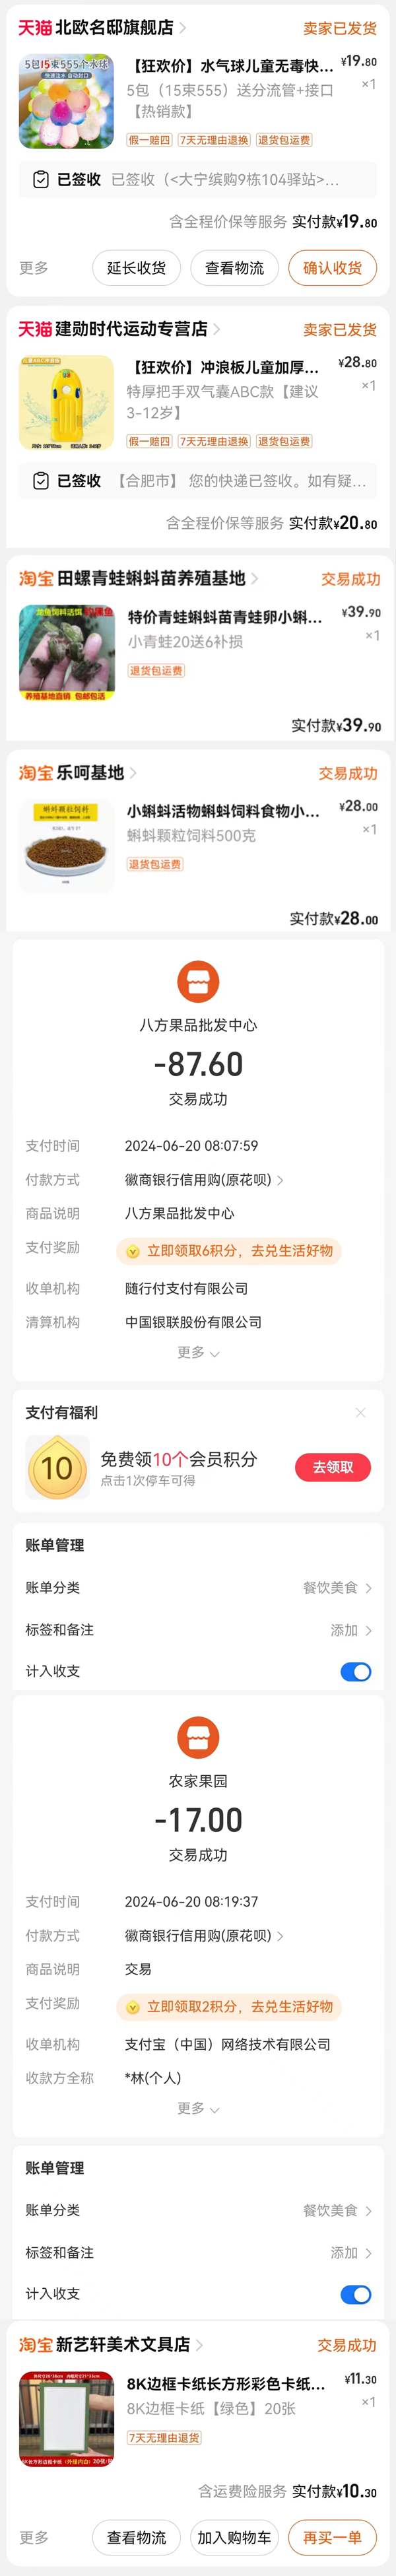 天猫 北欧名邸旗舰店
卖家已发货
5包15束555个水球
快速注水 自动封口
【狂欢价】水气球儿童无毒快...
¥19.80
5包（15束555）送分流管+接口
×1
【热销款】
假一赔四 7天无理由退换 退货包运费
已签收 已签收（<大宁缤购9栋104驿站>...
含全程价保等服务 实付款¥19.80
更多 延长收货 查看物流 确认收货
天猫 建勋时代运动专营店
卖家已发货
【狂欢价】冲浪板儿童加厚...
¥28.80
特厚把手双气囊ABC款【建议
×1
3-12岁】
假一赔四 7天无理由退换 退货包运费
已签收 【合肥市】 您的快递已签收。如有疑...
含全程价保等服务 实付款¥20.80
淘宝 田螺青蛙蝌蚪苗养殖基地
交易成功
养殖基地直销 包邮包活
特价青蛙蝌蚪苗青蛙卵小蝌...
¥39.90
小青蛙20送6补损
×1
退货包运费
实付款¥39.90
淘宝 乐呵基地
交易成功
蝌蚪颗粒饲料
小蝌蚪活物蝌蚪饲料食物小...
¥28.00
蝌蚪颗粒饲料500克
×1
退货包运费
实付款¥28.00
八方果品批发中心
-87.60
交易成功
支付时间 2024-06-20 08:07:59
付款方式 徽商银行信用购(原花呗)
商品说明 八方果品批发中心
支付奖励 立即领取6积分，去兑生活好物
收单机构 随行付支付有限公司
清算机构 中国银联股份有限公司
更多
支付有福利
10
免费领10个会员积分
点击1次停车可得
去领取
账单管理
账单分类 餐饮美食
标签和备注 添加
计入收支
农家果园
-17.00
交易成功
支付时间 2024-06-20 08:19:37
付款方式 徽商银行信用购(原花呗)
商品说明 交易
支付奖励 立即领取2积分，去兑生活好物
收单机构 支付宝（中国）网络技术有限公司
收款方全称 *林(个人)
更多
账单管理
账单分类 餐饮美食
标签和备注 添加
计入收支
淘宝 新艺轩美术文具店
交易成功
8K边框卡纸长方形彩色卡纸...
¥11.30
8K边框卡纸【绿色】20张
×1
7天无理由退货
含运费险服务 实付款¥10.30
更多 查看物流 加入购物车 再买一单